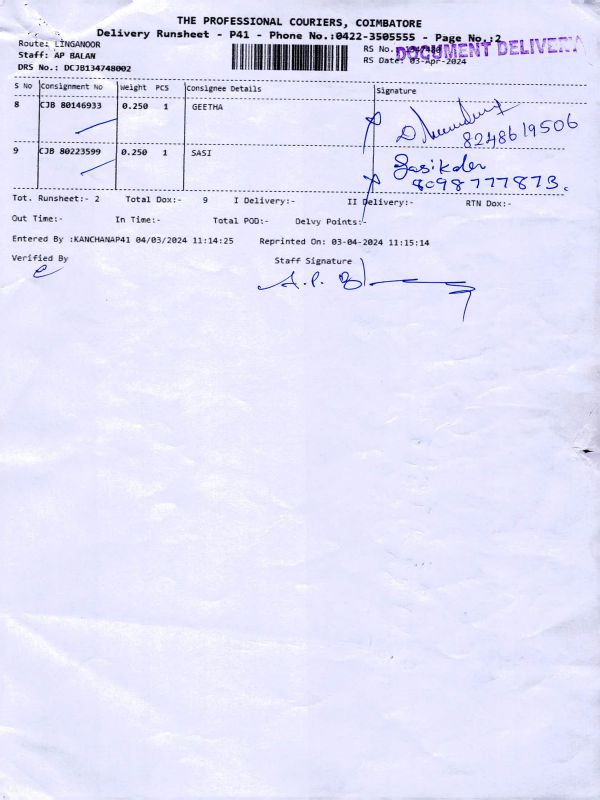 THE PROFESSIONAL COURIERS, COIMBATORE
Delivery Runsheet - P41 - Phone No.:0422-3505555 - Page No.:2
Route: LINGANOOR
Staff: AP BALAN
DRS No.: DCJB134748002
RS No.
RS Date: 03-Apr-2024
DOCUMENT DELIVERY
S No Consignment No Weight PCS Consignee Details Signature
8 CJB 80146933 0.250 1 GEETHA
8248619506
9 CJB 80223599 0.250 1 SASI
8098777873.
Tot. Runsheet:- 2 Total Dox:- 9 I Delivery:- II Delivery:- RTN Dox:-
Out Time:- In Time:- Total POD:- Delvy Points:-
Entered By :KANCHANAP41 04/03/2024 11:14:25 Reprinted On: 03-04-2024 11:15:14
Verified By Staff Signature
A.P.